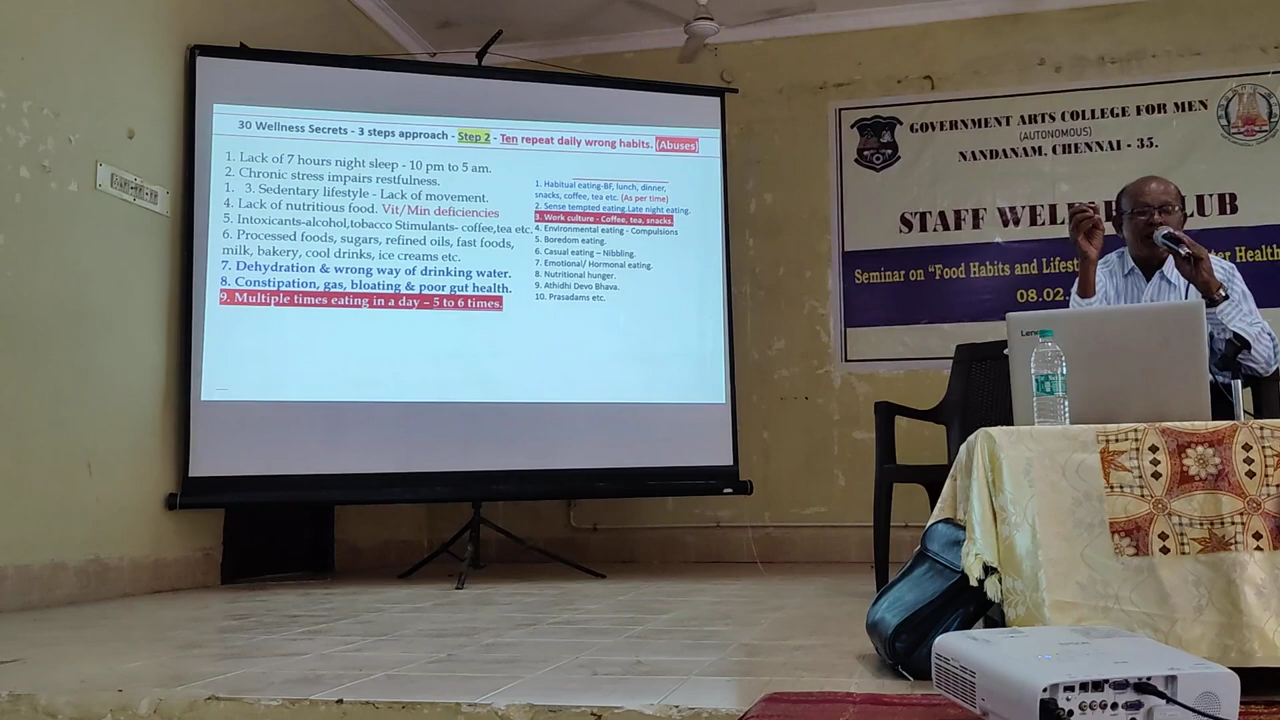 30 Wellness Secrets - 3 steps approach - Step 2 - Ten repeat daily wrong habits. (Abuses)
1. Lack of 7 hours night sleep - 10 pm to 5 am.
2. Chronic stress impairs restfulness.
1. 3. Sedentary lifestyle - Lack of movement.
4. Lack of nutritious food. Vit/Min deficiencies
5. Intoxicants-alcohol,tobacco Stimulants- coffee,tea etc.
6. Processed foods, sugars, refined oils, fast foods,
milk, bakery, cool drinks, ice creams etc.
7. Dehydration & wrong way of drinking water.
8. Constipation, gas, bloating & poor gut health.
9. Multiple times eating in a day – 5 to 6 times.
1. Habitual eating-BF, lunch, dinner,
snacks, coffee, tea etc. (As per time)
2. Sense tempted eating.Late night eating.
3. Work culture - Coffee, tea, snacks.
4. Environmental eating - Compulsions
5. Boredom eating.
6. Casual eating – Nibbling.
7. Emotional/ Hormonal eating.
8. Nutritional hunger.
9. Athidhi Devo Bhava.
10. Prasadams etc.
GOVERNMENT ARTS COLLEGE FOR MEN
(AUTONOMOUS)
NANDANAM, CHENNAI - 35.
STAFF CLUB
Seminar on "Food Habits and Health
08.02.